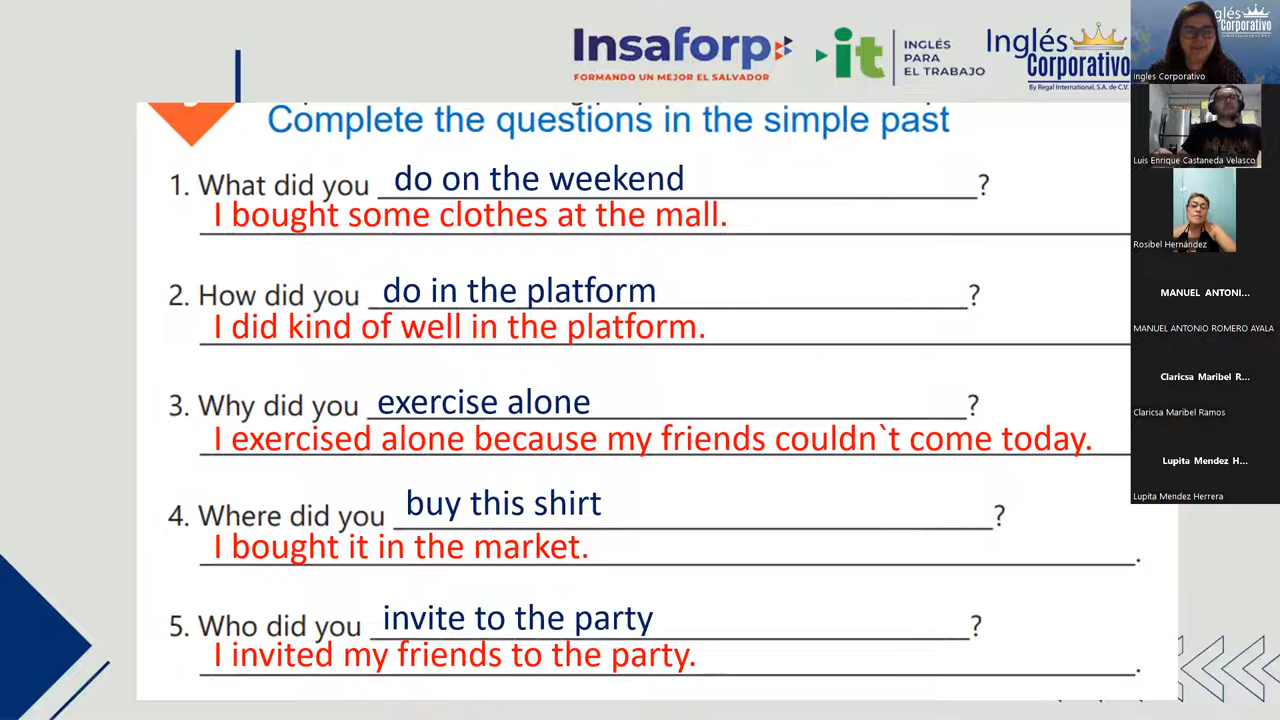 Insaforp
FORMANDO UN MEJOR EL SALVADOR
it
INGLÉS
PARA
EL TRABAJO
Inglés
Corporativo
By Regal International, S.A. de C.V.
Complete the questions in the simple past
1. What did you do on the weekend ?
I bought some clothes at the mall.
2. How did you do in the platform ?
I did kind of well in the platform.
3. Why did you exercise alone ?
I exercised alone because my friends couldn`t come today.
4. Where did you buy this shirt ?
I bought it in the market. .
5. Who did you invite to the party ?
I invited my friends to the party. .
glés
Corporativo
Ingles Corporativo
Luis Enrique Castaneda Velasco
Rosibel Hernández
MANUEL ANTONI...
MANUEL ANTONIO ROMERO AYALA
Claricsa Maribel R...
Claricsa Maribel Ramos
Lupita Mendez H...
Lupita Mendez Herrera